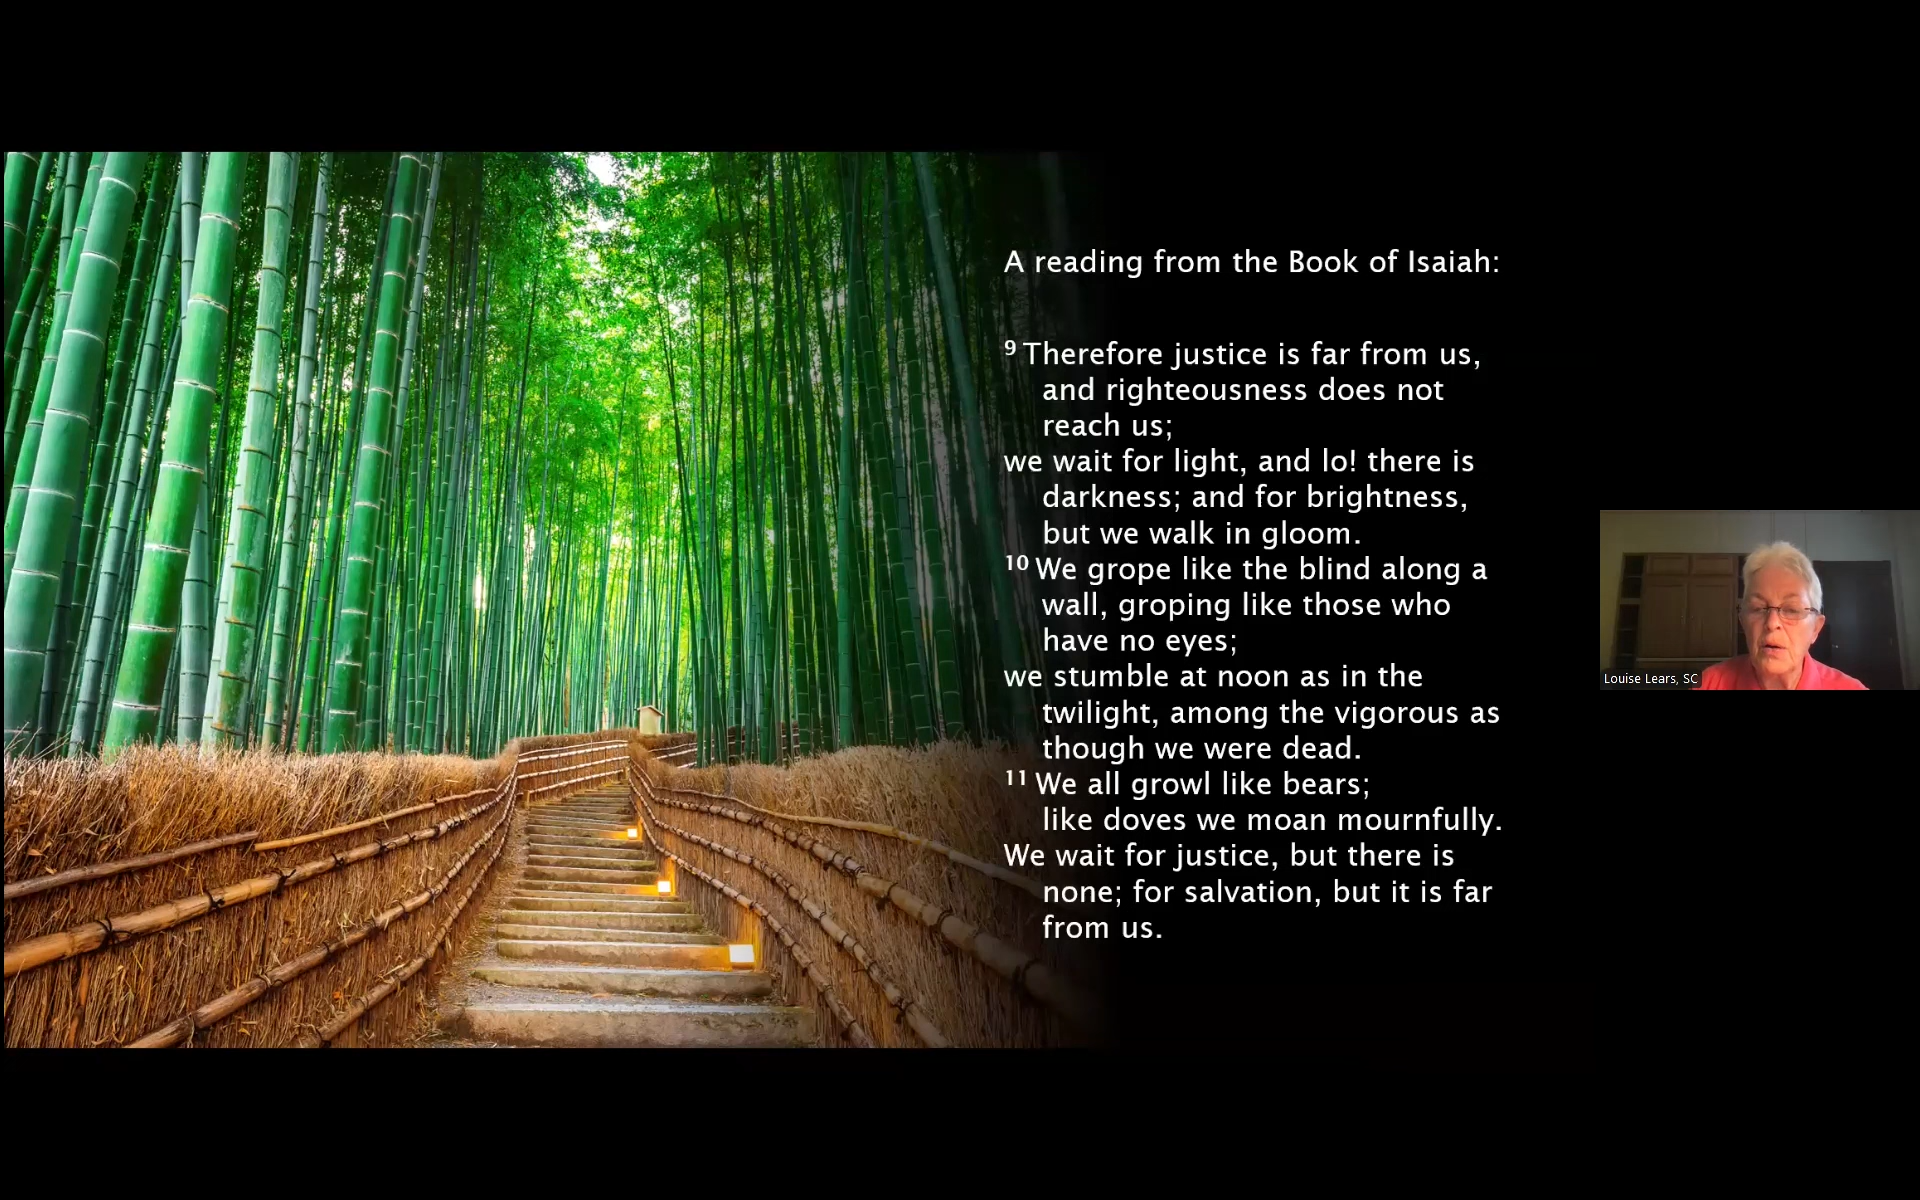 A reading from the Book of Isaiah:
9 Therefore justice is far from us,
and righteousness does not
reach us;
we wait for light, and lo! there is
darkness; and for brightness,
but we walk in gloom.
10 We grope like the blind along a
wall, groping like those who
have no eyes;
we stumble at noon as in the
twilight, among the vigorous as
though we were dead.
11 We all growl like bears;
like doves we moan mournfully.
We wait for justice, but there is
none; for salvation, but it is far
from us.
Louise Lears, SC